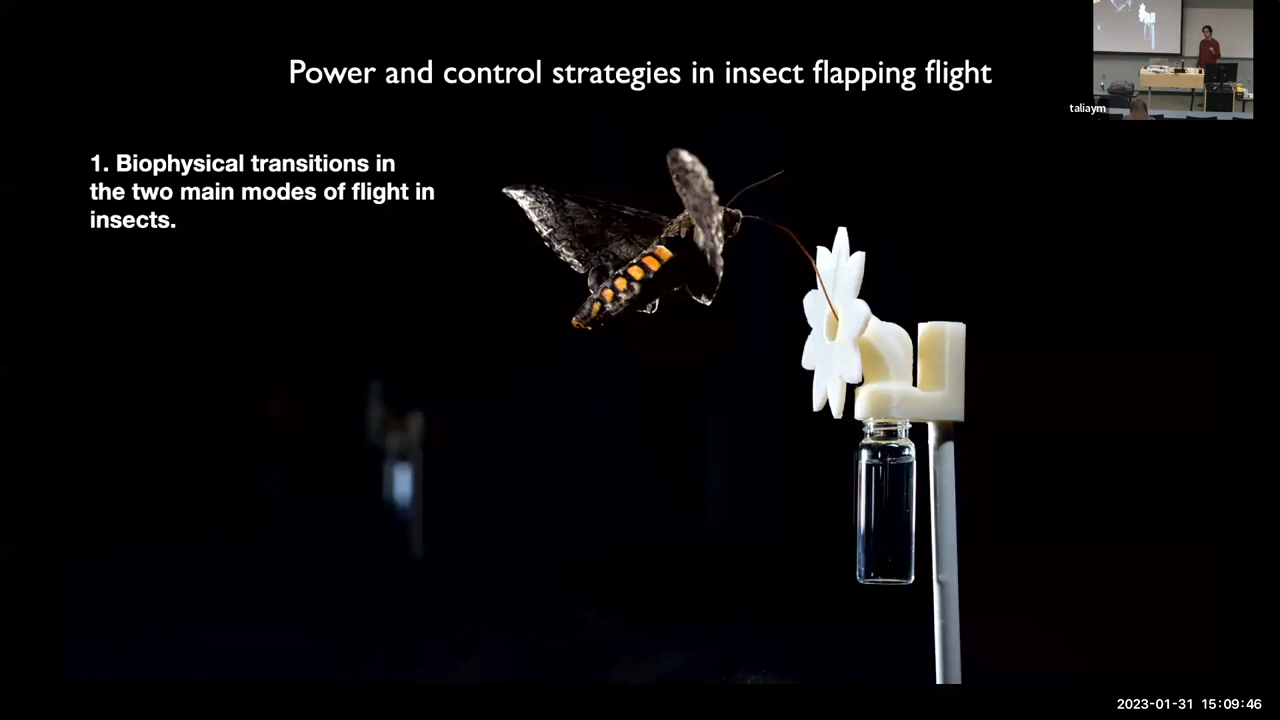 Power and control strategies in insect flapping flight
taliaym
1. Biophysical transitions in
the two main modes of flight in
insects.
2023-01-31 15:09:46